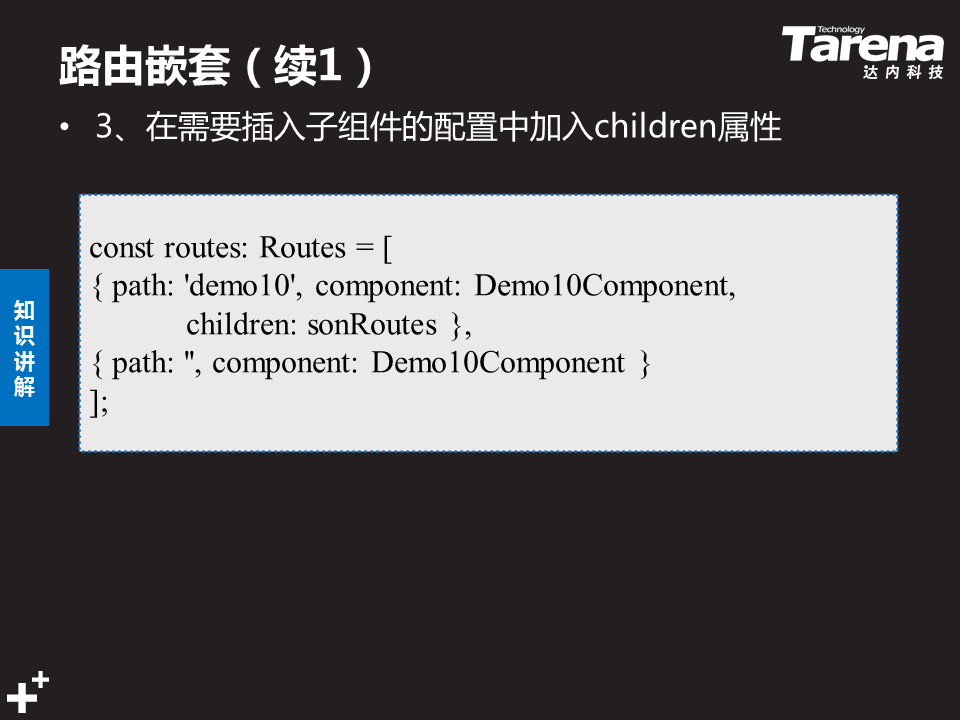 路由嵌套（续1）
Technology
Tarena
达内科技
• 3、在需要插入子组件的配置中加入children属性
const routes: Routes = [
{ path: 'demo10', component: Demo10Component,
children: sonRoutes },
{ path: '', component: Demo10Component }
];
知
识
讲
解